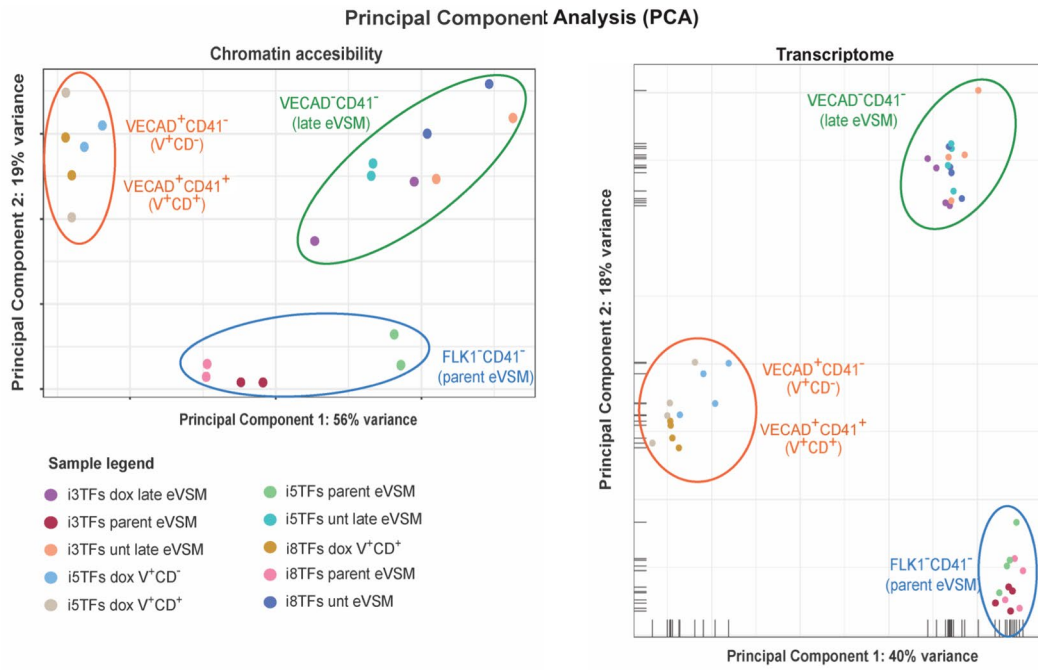 Principal Component Analysis (PCA)
Chromatin accesibility
Principal Component 2: 19% variance
VECAD⁺CD41⁻
(V⁺CD⁻)
VECAD⁺CD41⁺
(V⁺CD⁺)
VECAD⁻CD41⁻
(late eVSM)
FLK1⁻CD41⁻
(parent eVSM)
Principal Component 1: 56% variance
Transcriptome
Principal Component 2: 18% variance
VECAD⁻CD41⁻
(late eVSM)
VECAD⁺CD41⁻
(V⁺CD⁻)
VECAD⁺CD41⁺
(V⁺CD⁺)
FLK1⁻CD41⁻
(parent eVSM)
Principal Component 1: 40% variance
Sample legend
i3TFs dox late eVSM
i3TFs parent eVSM
i3TFs unt late eVSM
i5TFs dox V⁺CD⁻
i5TFs dox V⁺CD⁺
i5TFs parent eVSM
i5TFs unt late eVSM
i8TFs dox V⁺CD⁺
i8TFs parent eVSM
i8TFs unt eVSM